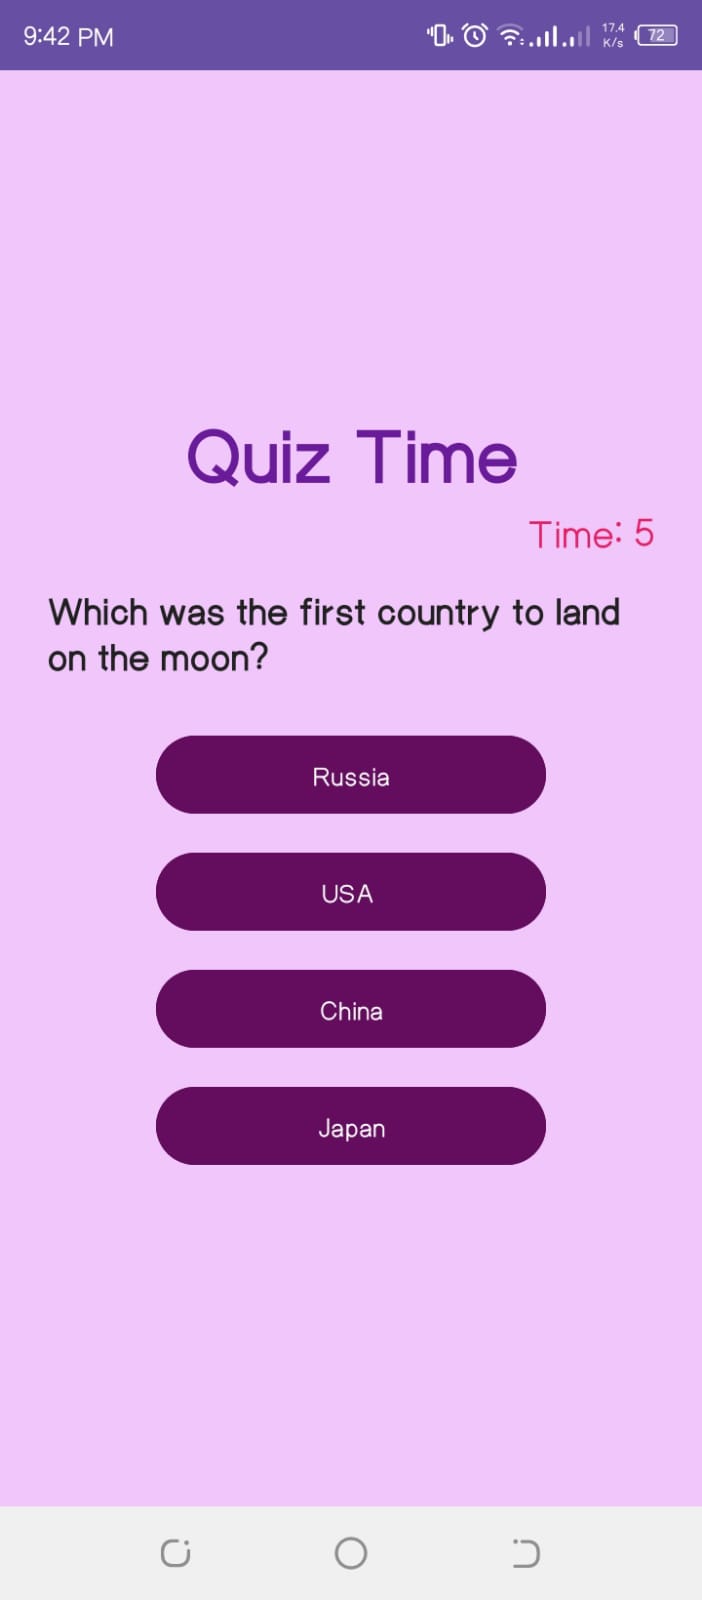 9:42 PM
17.4
K/s
72
Quiz Time
Time: 5
Which was the first country to land
on the moon?
Russia
USA
China
Japan